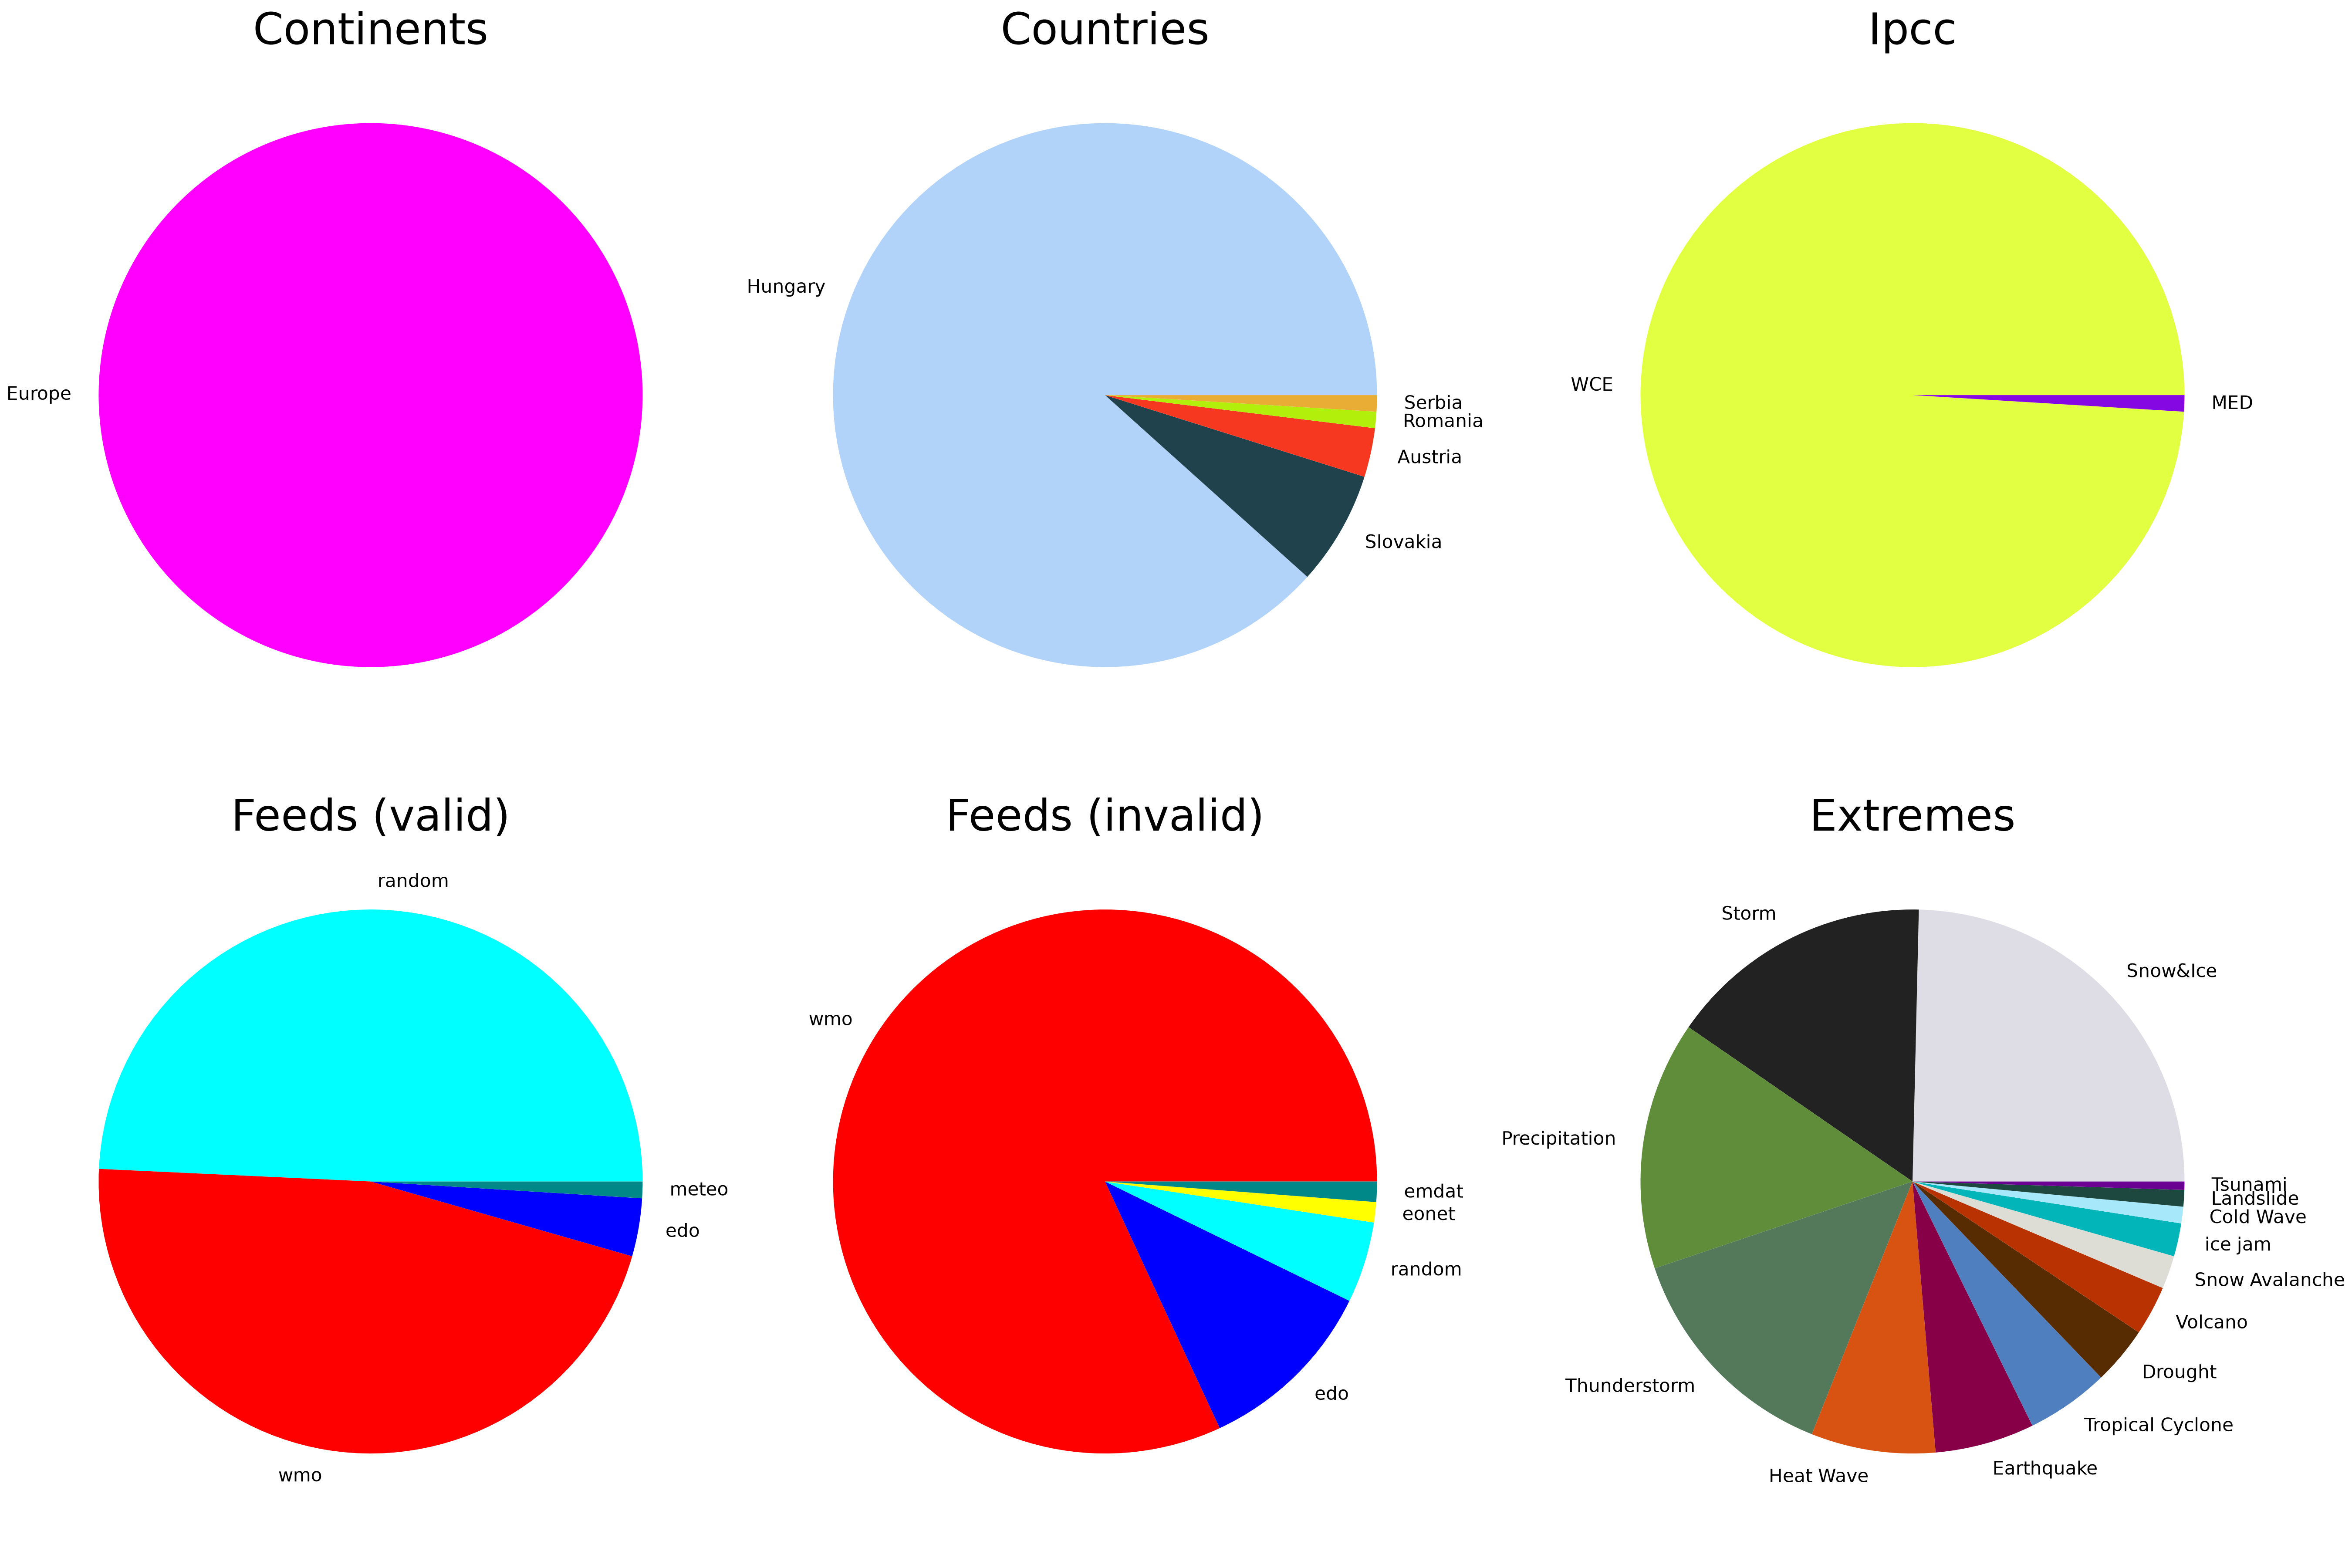 Continents
Europe
Countries
Hungary
Serbia
Romania
Austria
Slovakia
Ipcc
WCE
MED
Feeds (valid)
random
meteo
edo
wmo
Feeds (invalid)
wmo
emdat
eonet
random
edo
Extremes
Storm
Snow&Ice
Precipitation
Tsunami
Landslide
Cold Wave
ice jam
Snow Avalanche
Volcano
Drought
Thunderstorm
Tropical Cyclone
Earthquake
Heat Wave